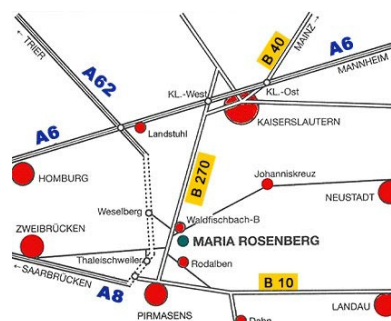 ← TRIER
A62
B 40
MAINZ →
A6
MANNHEIM
KL.-West
KL.-Ost
KAISERSLAUTERN
A6
Landstuhl
HOMBURG
B 270
Johanniskreuz
NEUSTADT
Weselberg
Waldfischbach-B
ZWEIBRÜCKEN
MARIA ROSENBERG
Thaleischweiler
Rodalben
← SAARBRÜCKEN
A8
B 10
PIRMASENS
LANDAU
Dahn